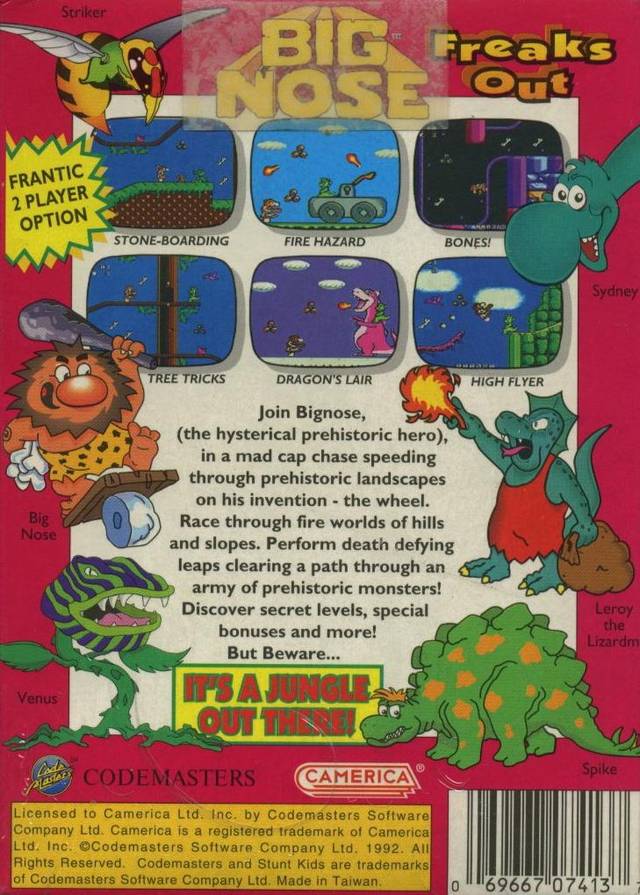 Striker
BIG
NOSE™
Freaks
Out
FRANTIC
2 PLAYER
OPTION
STONE-BOARDING
FIRE HAZARD
BONES!
Sydney
TREE TRICKS
DRAGON'S LAIR
HIGH FLYER
Join Bignose,
(the hysterical prehistoric hero),
in a mad cap chase speeding
through prehistoric landscapes
on his invention - the wheel.
Race through fire worlds of hills
and slopes. Perform death defying
leaps clearing a path through an
army of prehistoric monsters!
Discover secret levels, special
bonuses and more!
But Beware...
Big
Nose
Leroy
the
Lizardm
Venus
IT'S A JUNGLE
OUT THERE!
Spike
Code
Masters
CODEMASTERS
CAMERICA®
Licensed to Camerica Ltd. Inc. by Codemasters Software
Company Ltd. Camerica is a registered trademark of Camerica
Ltd. Inc. ©Codemasters Software Company Ltd. 1992. All
Rights Reserved. Codemasters and Stunt Kids are trademarks
of Codemasters Software Company Ltd. Made in Taiwan.
0 69667 07413